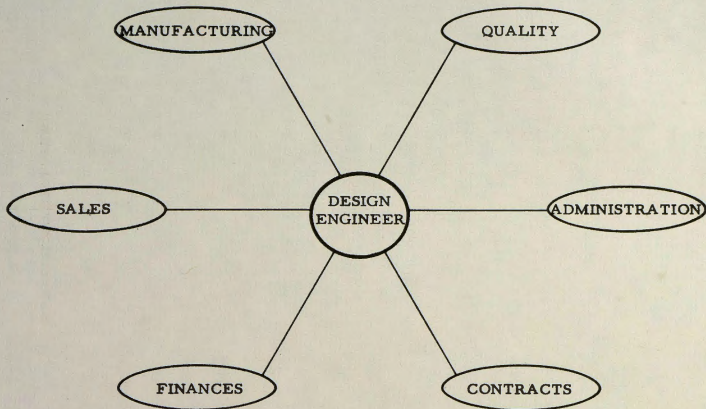 MANUFACTURING
QUALITY
SALES
DESIGN
ENGINEER
ADMINISTRATION
FINANCES
CONTRACTS